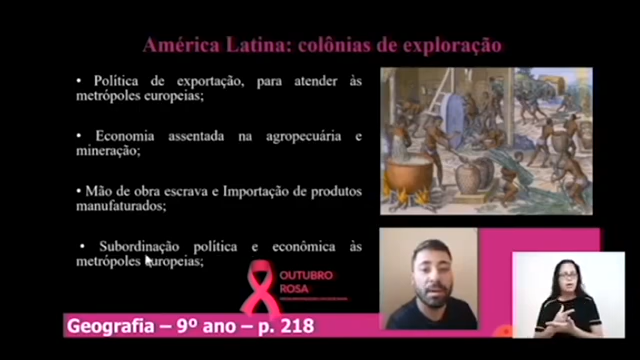 América Latina: colônias de exploração
• Política de exportação, para atender às
metrópoles europeias;
• Economia assentada na agropecuária e
mineração;
• Mão de obra escrava e Importação de produtos
manufaturados;
• Subordinação política e econômica às
metrópoles europeias;
OUTUBRO
ROSA
Geografia – 9º ano – p. 218